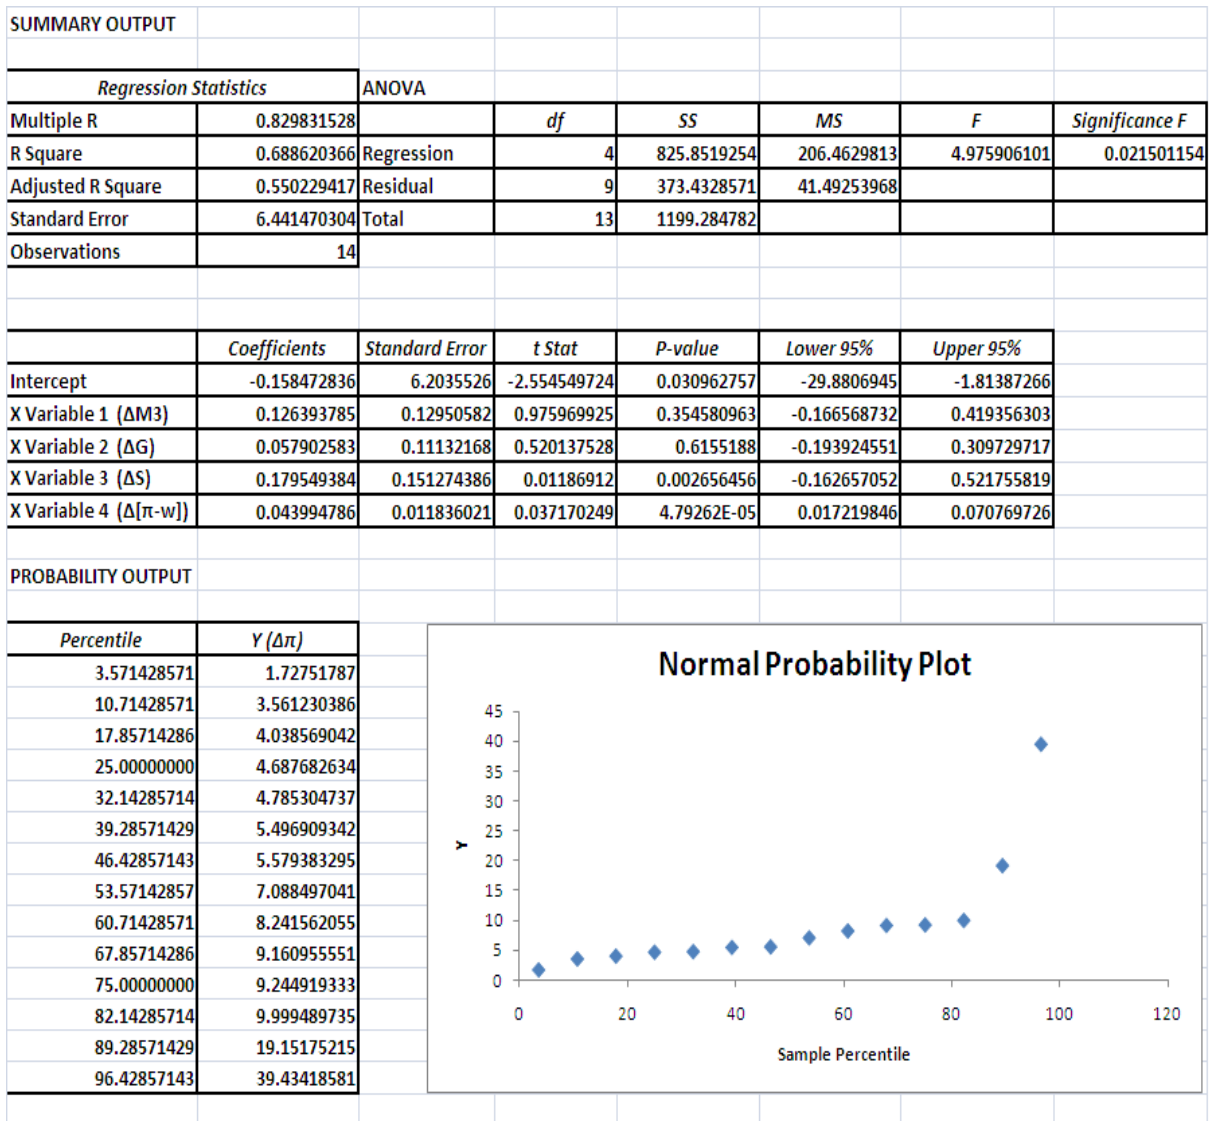 SUMMARY OUTPUT
Regression Statistics ANOVA
Multiple R 0.829831528 df SS MS F Significance F
R Square 0.688620366 Regression 4 825.8519254 206.4629813 4.975906101 0.021501154
Adjusted R Square 0.550229417 Residual 9 373.4328571 41.49253968
Standard Error 6.441470304 Total 13 1199.284782
Observations 14
Coefficients Standard Error t Stat P-value Lower 95% Upper 95%
Intercept -0.158472836 6.2035526 -2.554549724 0.030962757 -29.8806945 -1.81387266
X Variable 1 (ΔM3) 0.126393785 0.12950582 0.975969925 0.354580963 -0.166568732 0.419356303
X Variable 2 (ΔG) 0.057902583 0.11132168 0.520137528 0.6155188 -0.193924551 0.309729717
X Variable 3 (ΔS) 0.179549384 0.151274386 0.01186912 0.002656456 -0.162657052 0.521755819
X Variable 4 (Δ[π-w]) 0.043994786 0.011836021 0.037170249 4.79262E-05 0.017219846 0.070769726
PROBABILITY OUTPUT
Percentile Y (Δπ)
3.571428571 1.72751787
10.71428571 3.561230386
17.85714286 4.038569042
25.00000000 4.687682634
32.14285714 4.785304737
39.28571429 5.496909342
46.42857143 5.579383295
53.57142857 7.088497041
60.71428571 8.241562055
67.85714286 9.160955551
75.00000000 9.244919333
82.14285714 9.999489735
89.28571429 19.15175215
96.42857143 39.43418581
Normal Probability Plot
45
40
35
30
25
20
15
10
5
0
Y
0 20 40 60 80 100 120
Sample Percentile